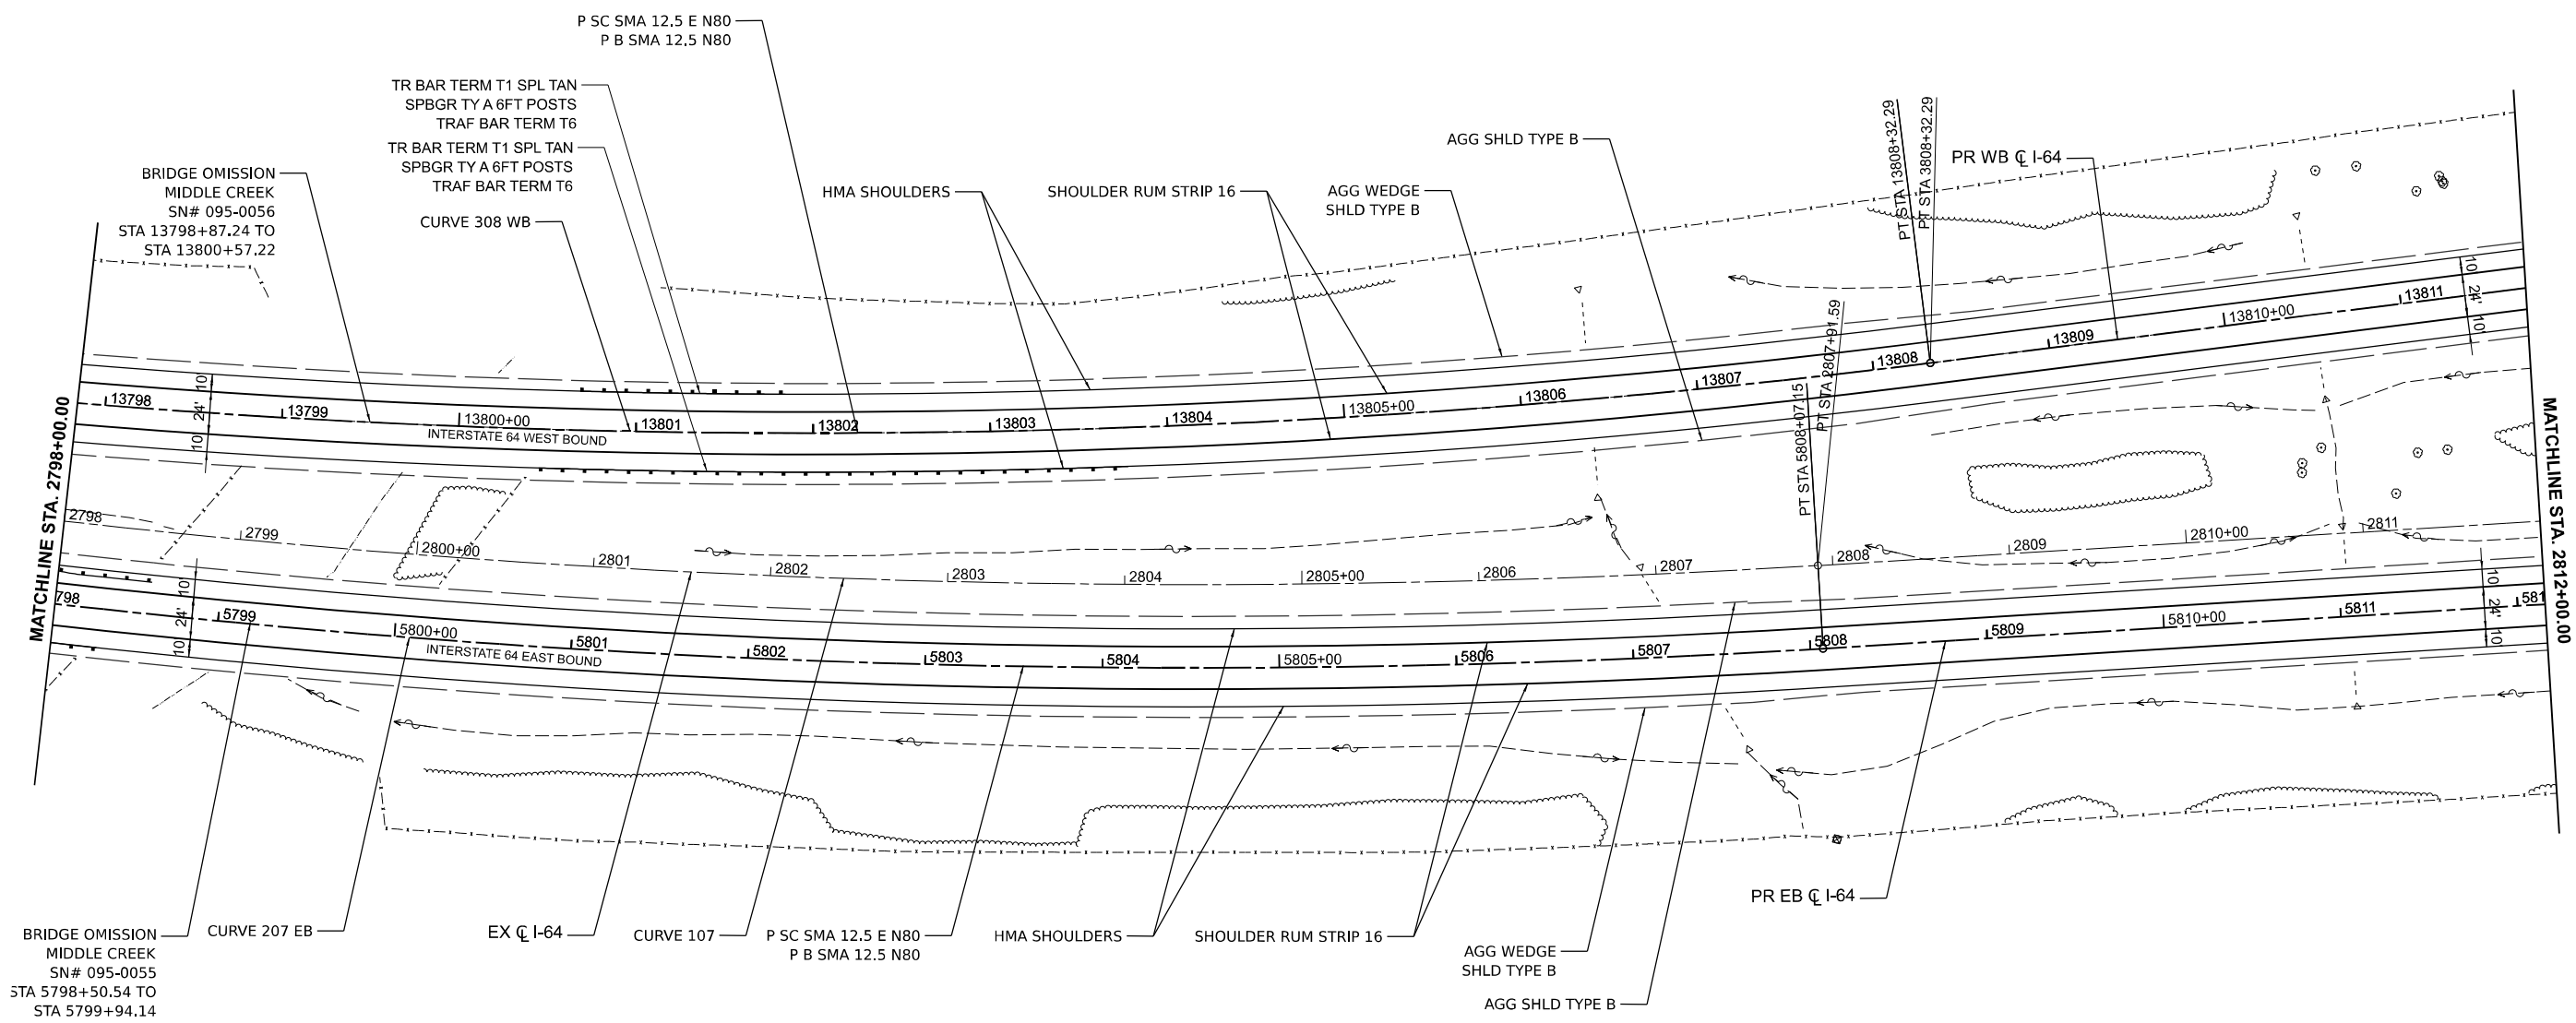 P SC SMA 12.5 E N80
P B SMA 12.5 N80
TR BAR TERM T1 SPL TAN
SPBGR TY A 6FT POSTS
TRAF BAR TERM T6
TR BAR TERM T1 SPL TAN
SPBGR TY A 6FT POSTS
TRAF BAR TERM T6
BRIDGE OMISSION
MIDDLE CREEK
SN# 095-0056
STA 13798+87.24 TO
STA 13800+57.22
CURVE 308 WB
HMA SHOULDERS
SHOULDER RUM STRIP 16
AGG WEDGE
SHLD TYPE B
AGG SHLD TYPE B
PT STA 13808+32.29
PT STA 3808+32.29
PR WB ℄ I-64
10'
24'
10'
13798
13799
13800+00
13801
13802
13803
13804
13805+00
13806
13807
13808
13809
13810+00
13811
10'
24'
10'
INTERSTATE 64 WEST BOUND
MATCHLINE STA. 2798+00.00
MATCHLINE STA. 2812+00.00
PT STA 5808+07.15
PT STA 2807+91.59
2798
2799
2800+00
2801
2802
2803
2804
2805+00
2806
2807
2808
2809
2810+00
2811
10'
24'
10'
798
5799
5800+00
5801
5802
5803
5804
5805+00
5806
5807
5808
5809
5810+00
5811
581
10'
24'
10'
INTERSTATE 64 EAST BOUND
BRIDGE OMISSION
MIDDLE CREEK
SN# 095-0055
STA 5798+50.54 TO
STA 5799+94.14
CURVE 207 EB
EX ℄ I-64
CURVE 107
P SC SMA 12.5 E N80
P B SMA 12.5 N80
HMA SHOULDERS
SHOULDER RUM STRIP 16
AGG WEDGE
SHLD TYPE B
AGG SHLD TYPE B
PR EB ℄ I-64